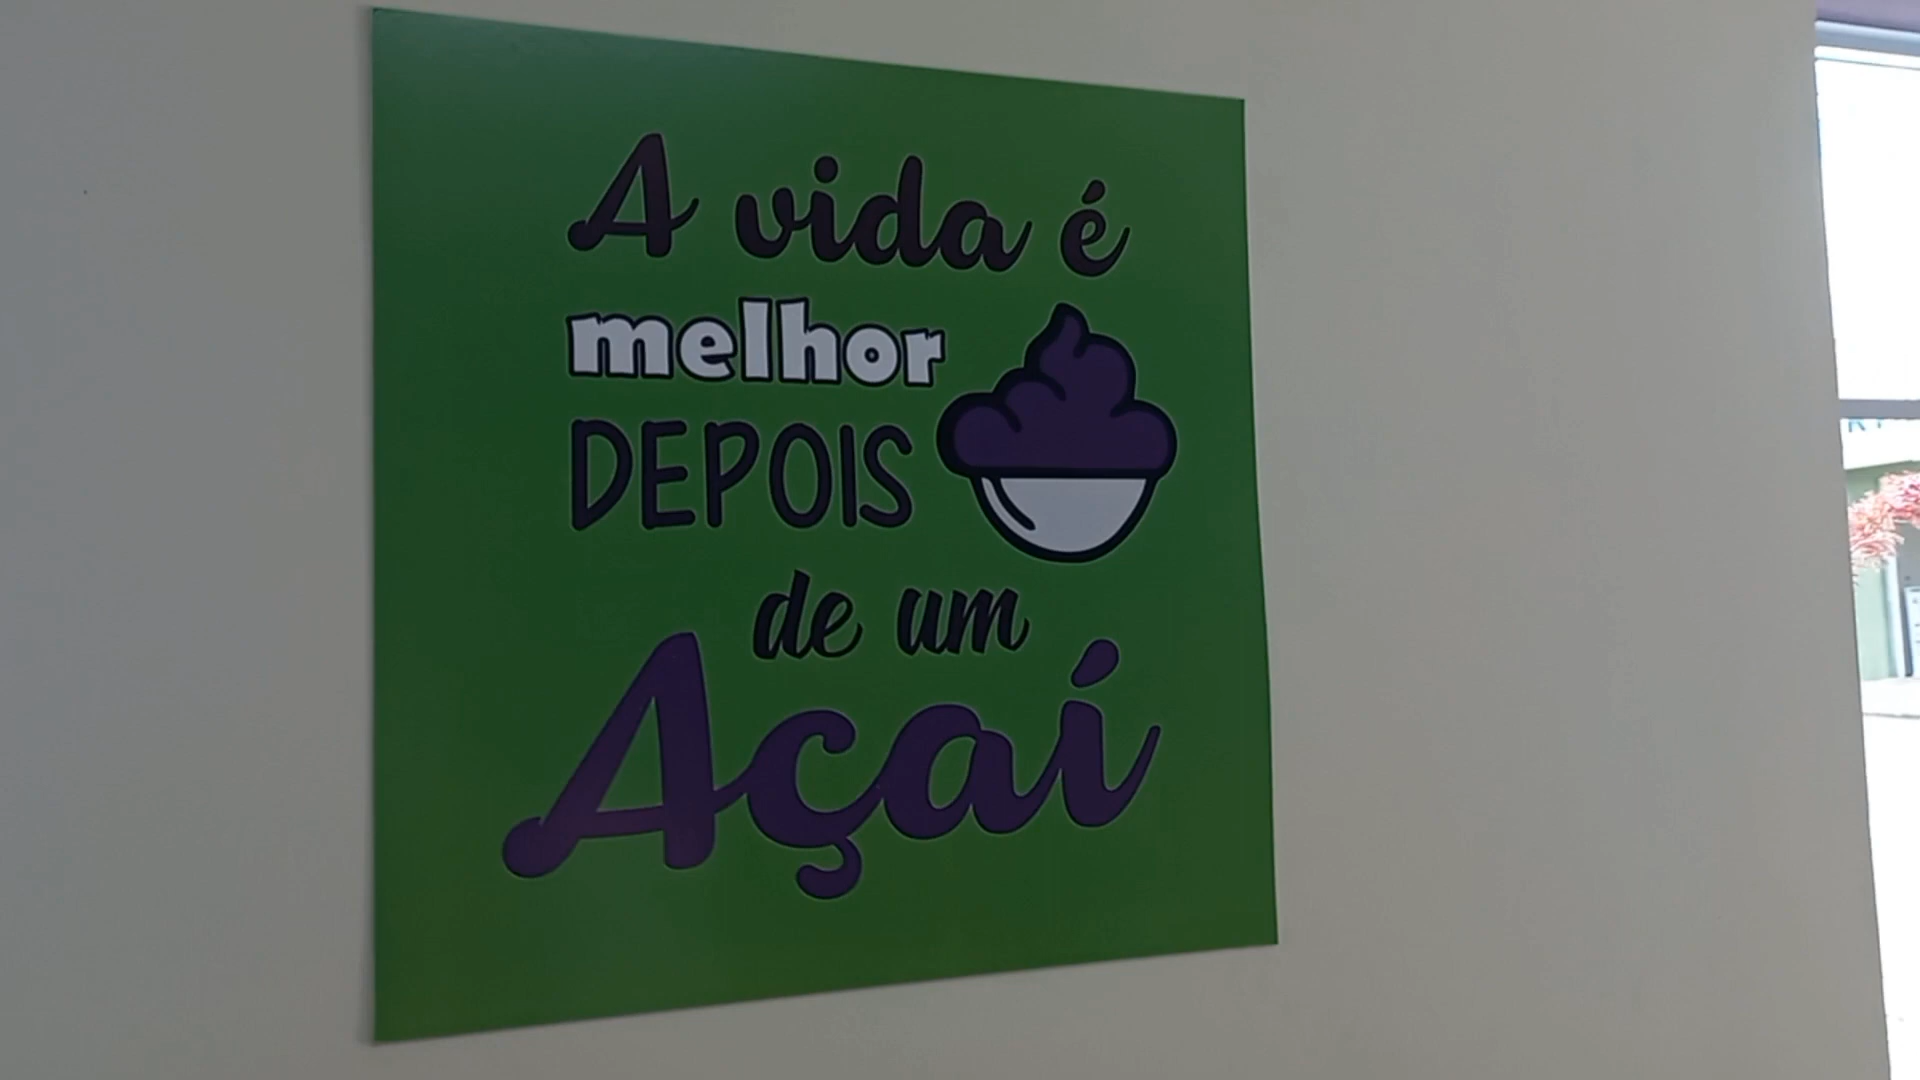 A vida é
melhor
DEPOIS
de um
Açaí